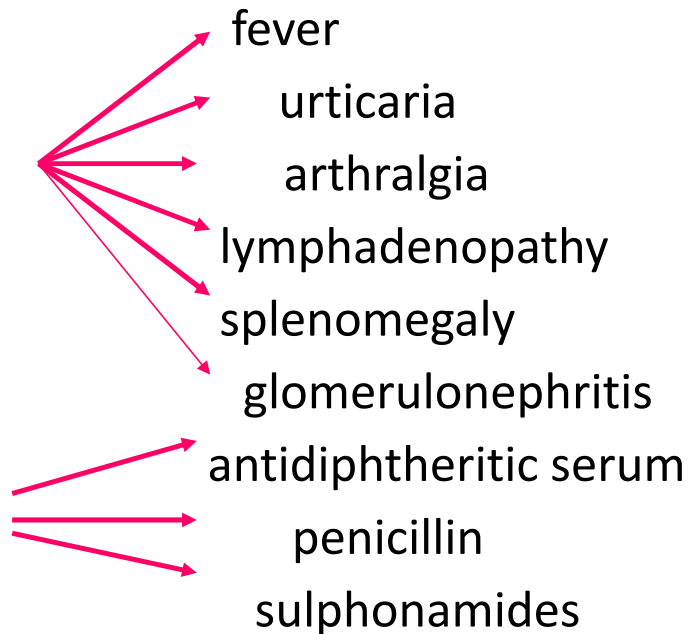 fever
urticaria
arthralgia
lymphadenopathy
splenomegaly
glomerulonephritis
antidiphtheritic serum
penicillin
sulphonamides